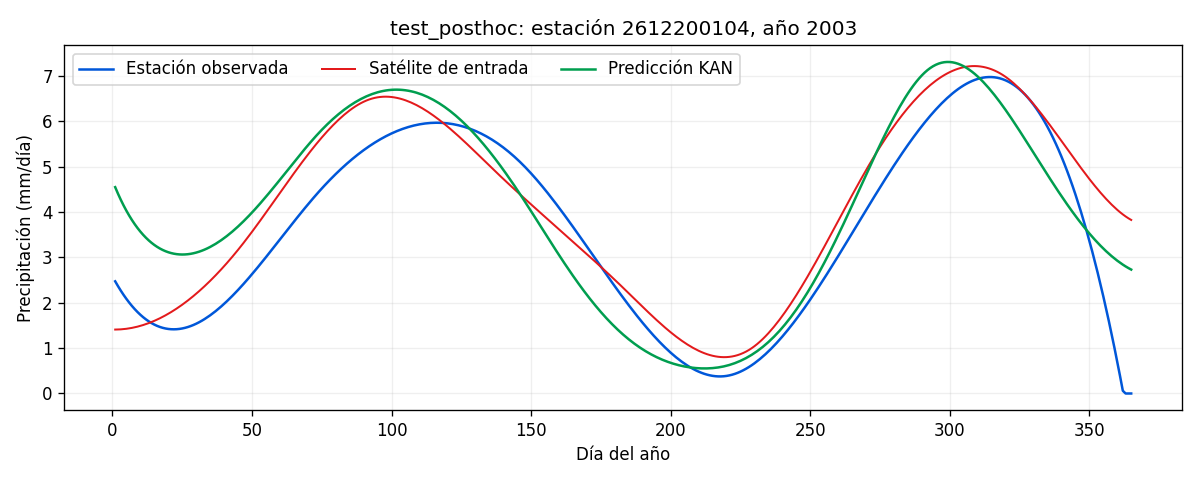 test_posthoc: estación 2612200104, año 2003
Estación observada
Satélite de entrada
Predicción KAN
Precipitación (mm/día)
7
6
5
4
3
2
1
0
0
50
100
150
200
250
300
350
Día del año